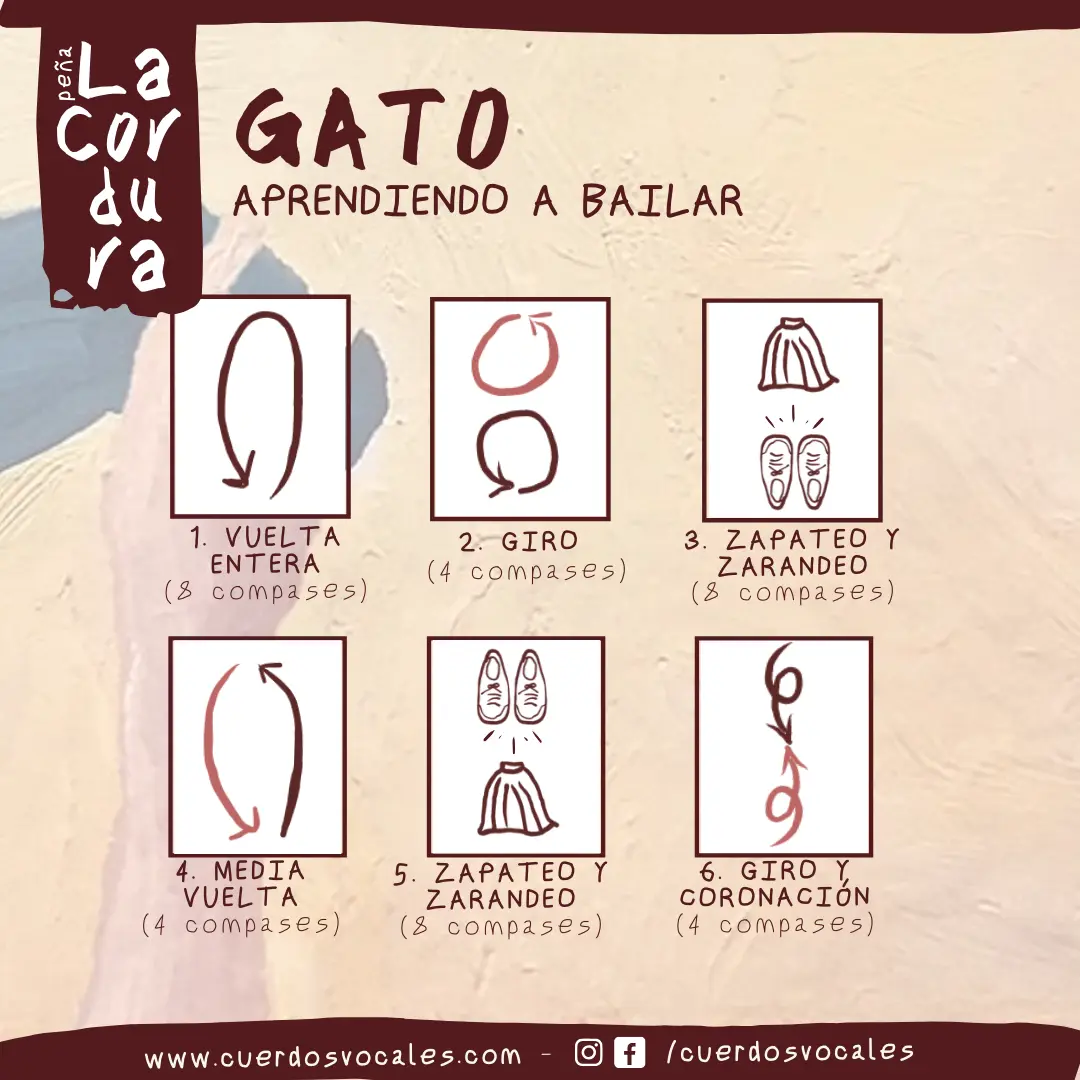 peña
La
Cor
du
ra
GATO
APRENDIENDO A BAILAR
1. VUELTA
ENTERA
(8 compases)
2. GIRO
(4 compases)
3. ZAPATEO Y
ZARANDEO
(8 compases)
4. MEDIA
VUELTA
(4 compases)
5. ZAPATEO Y
ZARANDEO
(8 compases)
6. GIRO Y
CORONACIÓN
(4 compases)
www.cuerdosvocales.com - /cuerdosvocales